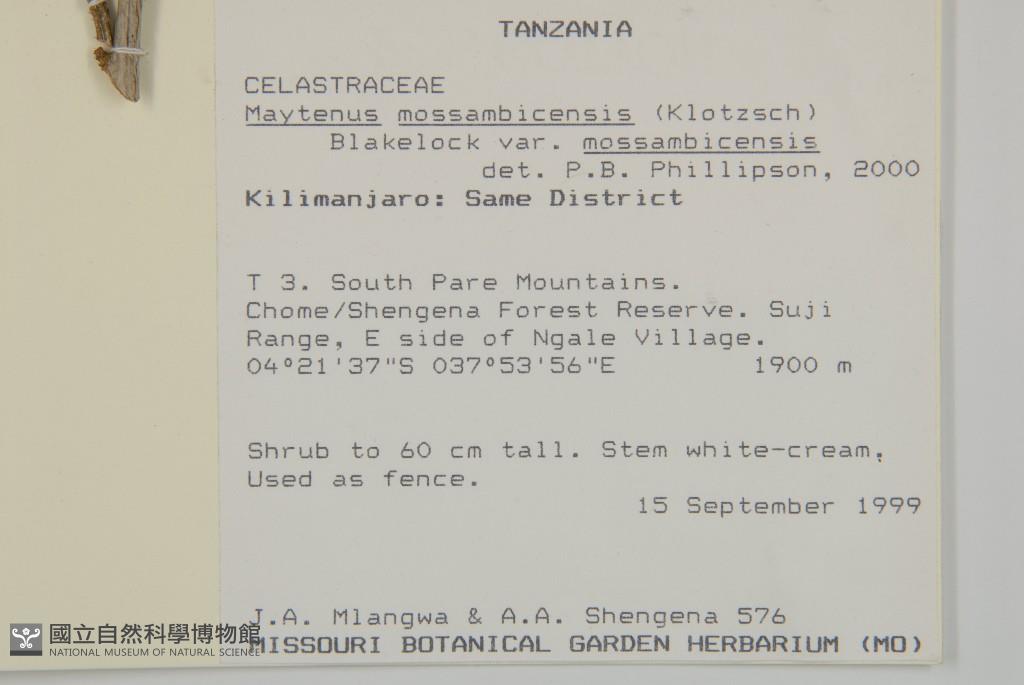 TANZANIA
CELASTRACEAE
Maytenus mossambicensis (Klotzsch)
Blakelock var. mossambicensis
det. P.B. Phillipson, 2000
Kilimanjaro: Same District
T 3. South Pare Mountains.
Chome/Shengena Forest Reserve. Suji
Range, E side of Ngale Village.
04°21'37"S 037°53'56"E 1900 m
Shrub to 60 cm tall. Stem white-cream.
Used as fence.
15 September 1999
J.A. Mlangwa & A.A. Shengena 576
MISSOURI BOTANICAL GARDEN HERBARIUM (MO)
國立自然科學博物館
NATIONAL MUSEUM OF NATURAL SCIENCE